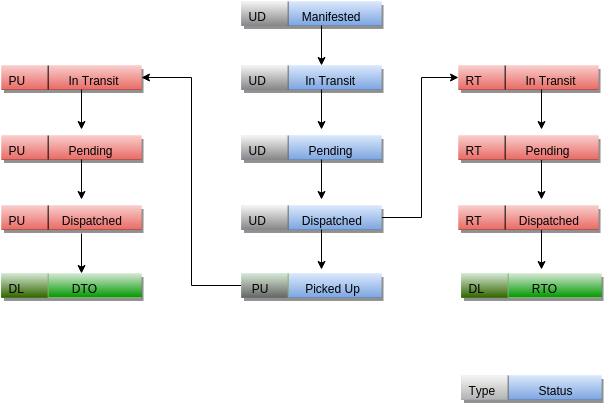 UD Manifested
PU In Transit
UD In Transit
RT In Transit
PU Pending
UD Pending
RT Pending
PU Dispatched
UD Dispatched
RT Dispatched
DL DTO
PU Picked Up
DL RTO
Type Status